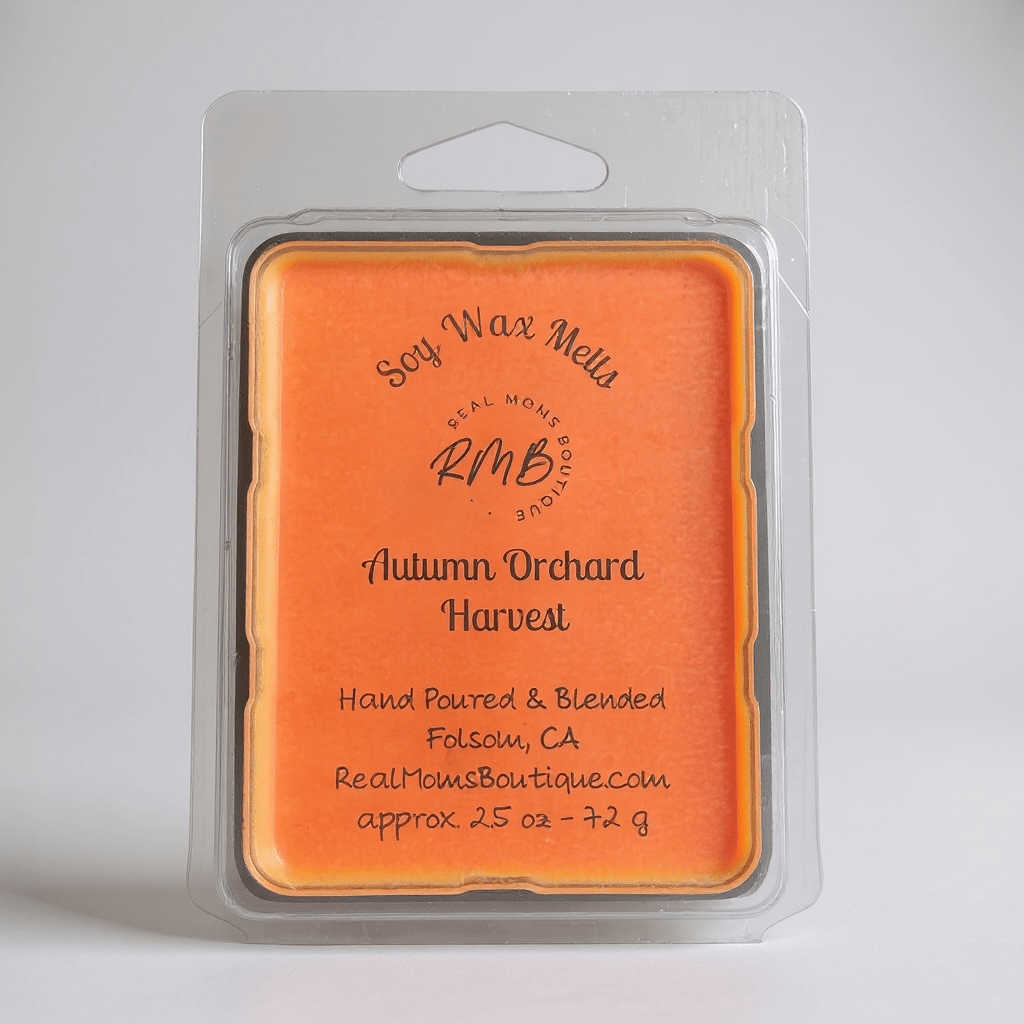 Soy Wax Melts
REAL MOMS BOUTIQUE
RMB
Autumn Orchard
Harvest
Hand Poured & Blended
Folsom, CA
RealMomsBoutique.com
approx. 2.5 oz - 72 g